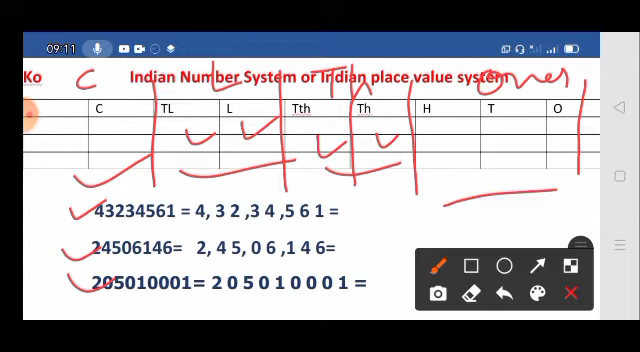 09:11
Ko C L Th ones
Indian Number System or Indian place value system
C TL L Tth Th H T O
43234561 = 4, 3 2 ,3 4 ,5 6 1 =
24506146= 2, 4 5, 0 6 ,1 4 6=
205010001= 2 0 5 0 1 0 0 0 1 =